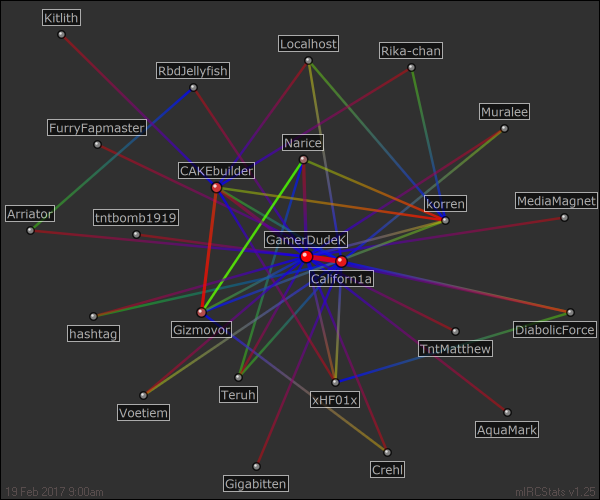 Kitlith
Localhost
Rika-chan
RbdJellyfish
Muralee
FurryFapmaster
Narice
CAKEbuilder
korren
MediaMagnet
Arriator
tntbomb1919
GamerDudeK
Californ1a
hashtag
Gizmovor
DiabolicForce
TntMatthew
Teruh
xHF01x
Voetiem
AquaMark
Crehl
Gigabitten
19 Feb 2017 9:00am
mIRCStats v1.25